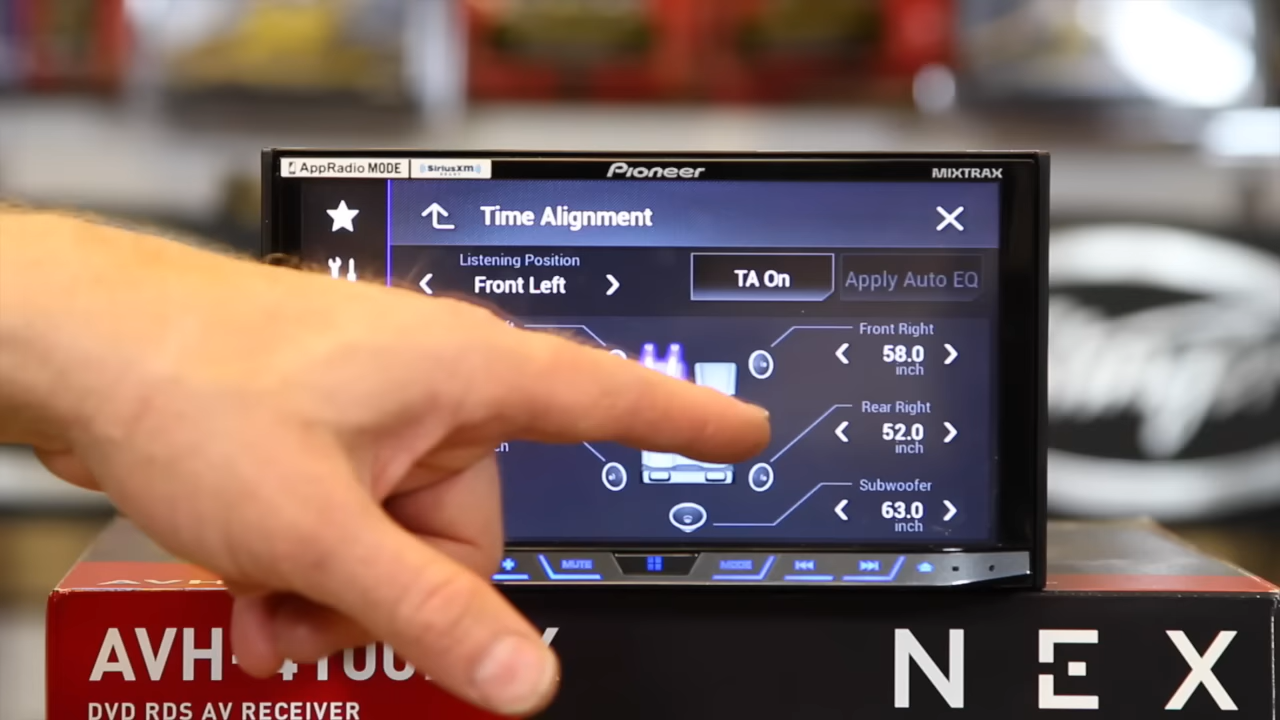 AppRadio MODE
SiriusXM
Pioneer
MIXTRAX
Time Alignment
Listening Position
Front Left
TA On
Apply Auto EQ
Front Right
58.0
inch
Rear Right
52.0
inch
Subwoofer
63.0
inch
MUTE
MODE
NEX
DVD RDS AV RECEIVER